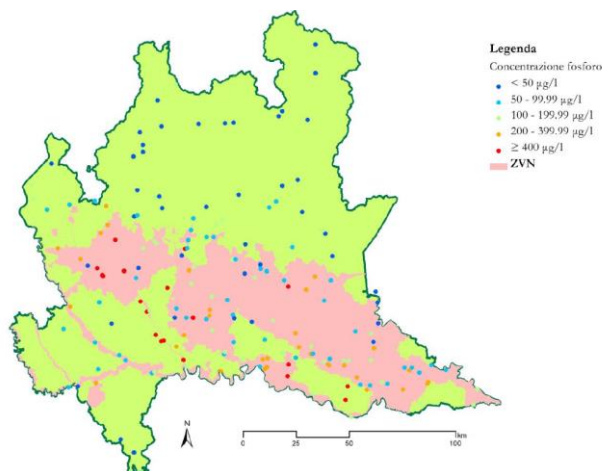 Legenda
Concentrazione fosforo
< 50 µg/l
50 - 99.99 µg/l
100 - 199.99 µg/l
200 - 399.99 µg/l
≥ 400 µg/l
ZVN
N
0 25 50 100
km